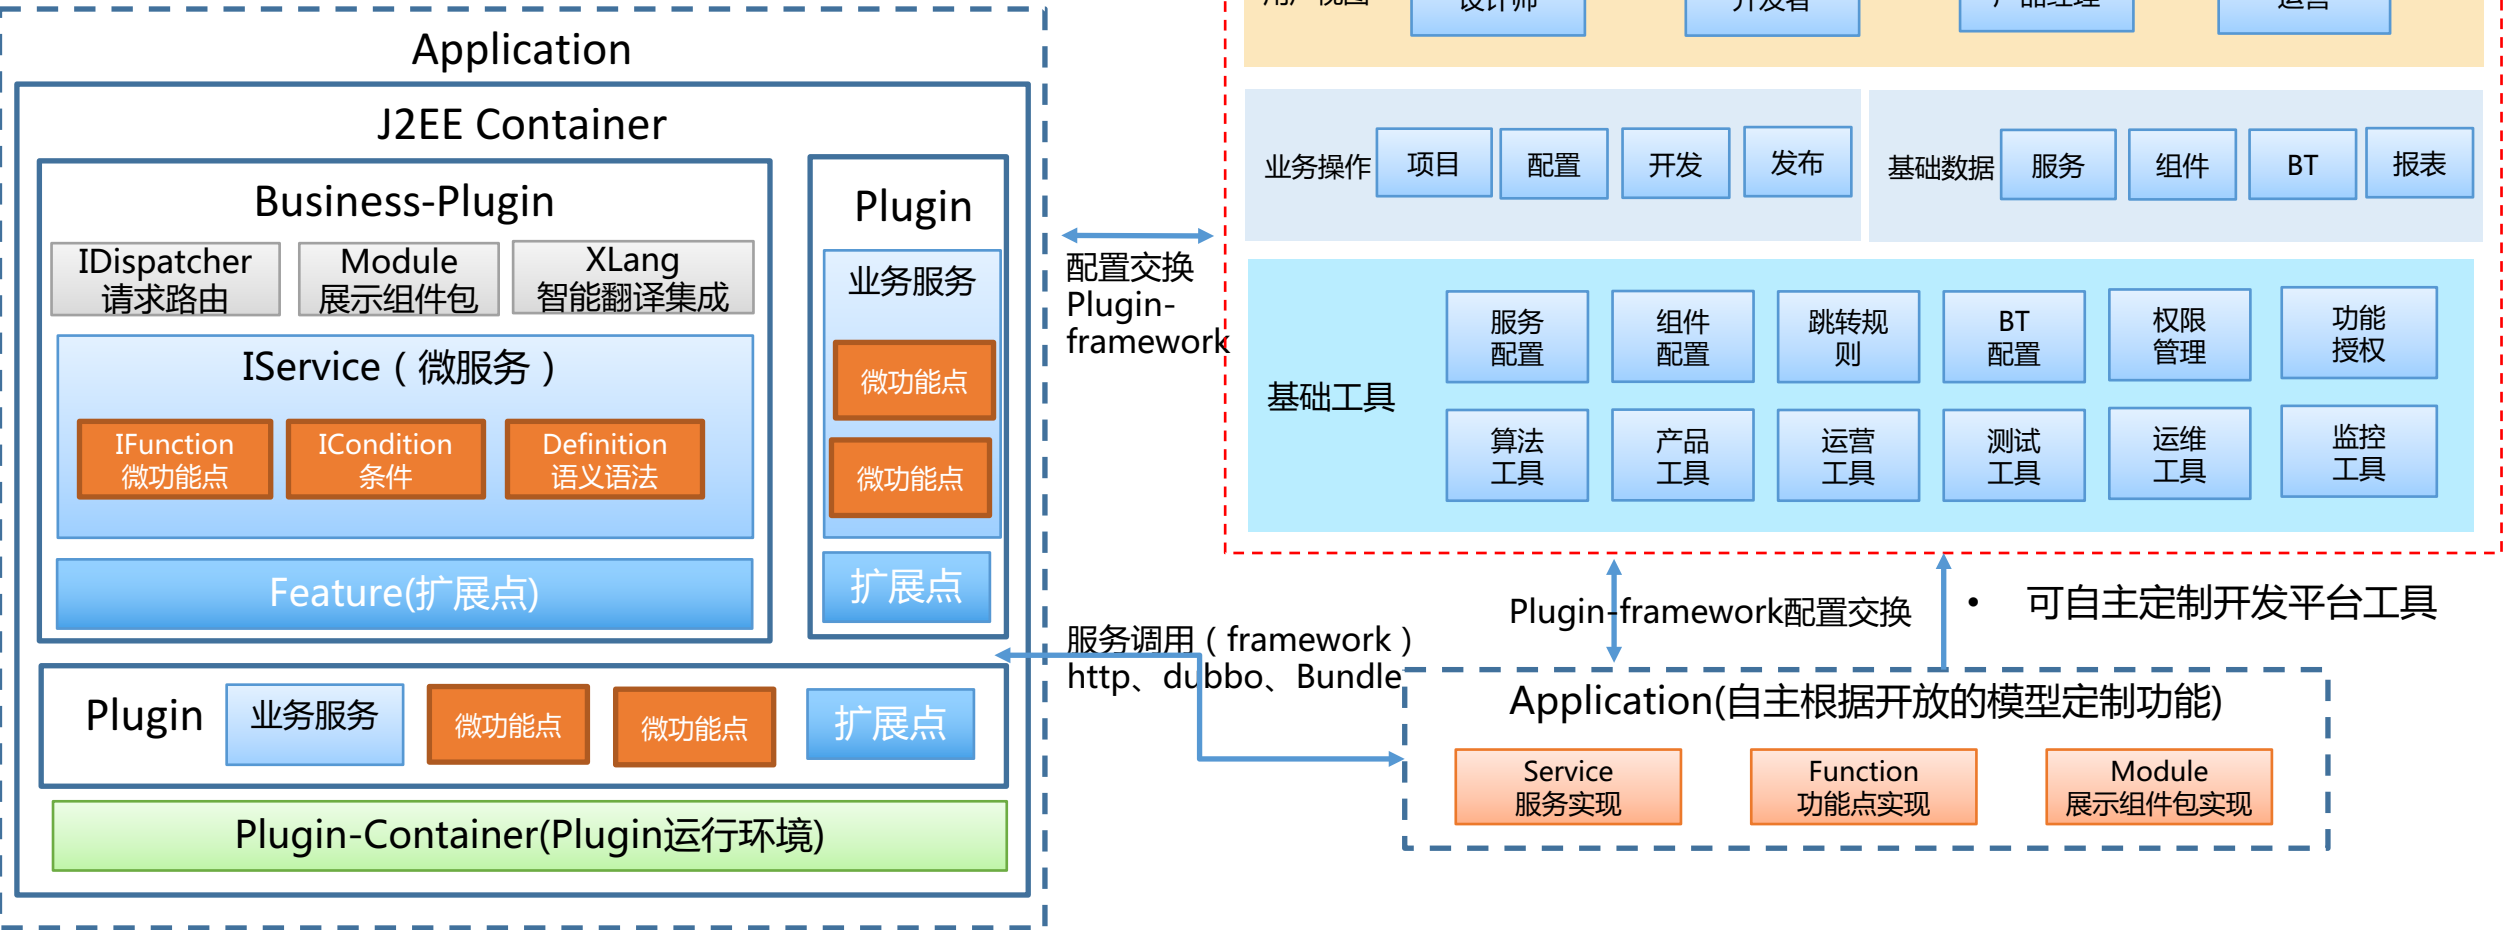 Application
J2EE Container
Business-Plugin
IDispatcher
请求路由
Module
展示组件包
XLang
智能翻译集成
IService（微服务）
IFunction
微功能点
ICondition
条件
Definition
语义语法
Feature(扩展点)
Plugin
业务服务
微功能点
微功能点
扩展点
Plugin
业务服务
微功能点
微功能点
扩展点
Plugin-Container(Plugin运行环境)
配置交换
Plugin-
framework
服务调用（framework）
http、dubbo、Bundle
用户视图
设计师
开发者
产品经理
运营
业务操作
项目
配置
开发
发布
基础数据
服务
组件
BT
报表
基础工具
服务
配置
组件
配置
跳转规
则
BT
配置
权限
管理
功能
授权
算法
工具
产品
工具
运营
工具
测试
工具
运维
工具
监控
工具
Plugin-framework配置交换
• 可自主定制开发平台工具
Application(自主根据开放的模型定制功能)
Service
服务实现
Function
功能点实现
Module
展示组件包实现